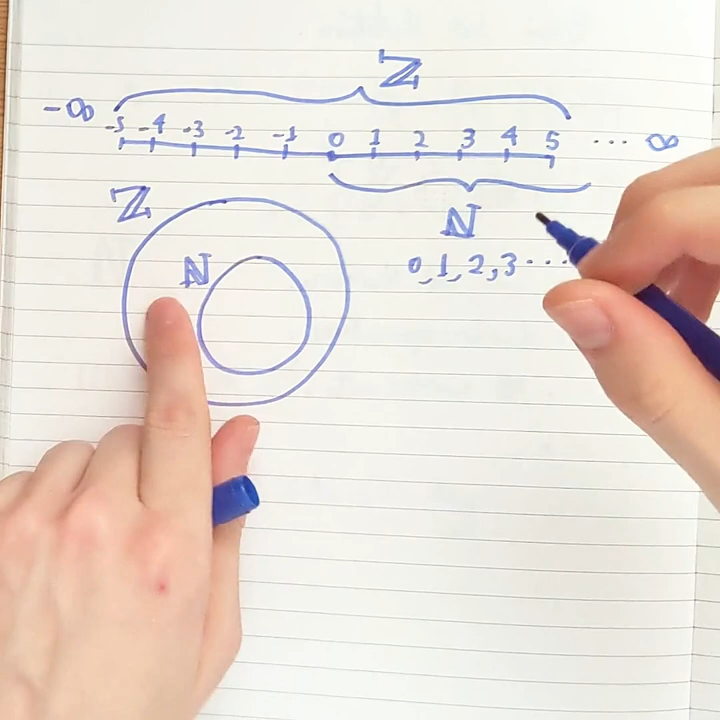 ℤ
-∞ -5 -4 -3 -2 -1 0 1 2 3 4 5 ... ∞
ℤ
ℕ
ℕ
0, 1, 2, 3 ...